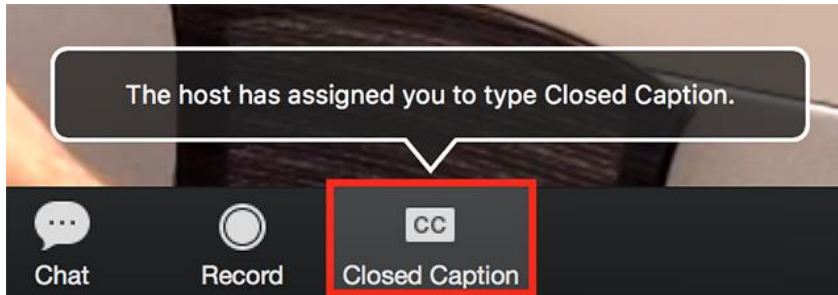 The host has assigned you to type Closed Caption.
CC
Chat Record Closed Caption